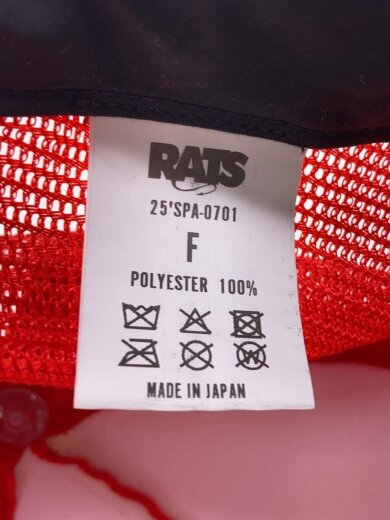 RATS
25'SPA-0701
F
POLYESTER 100%
W
MADE IN JAPAN